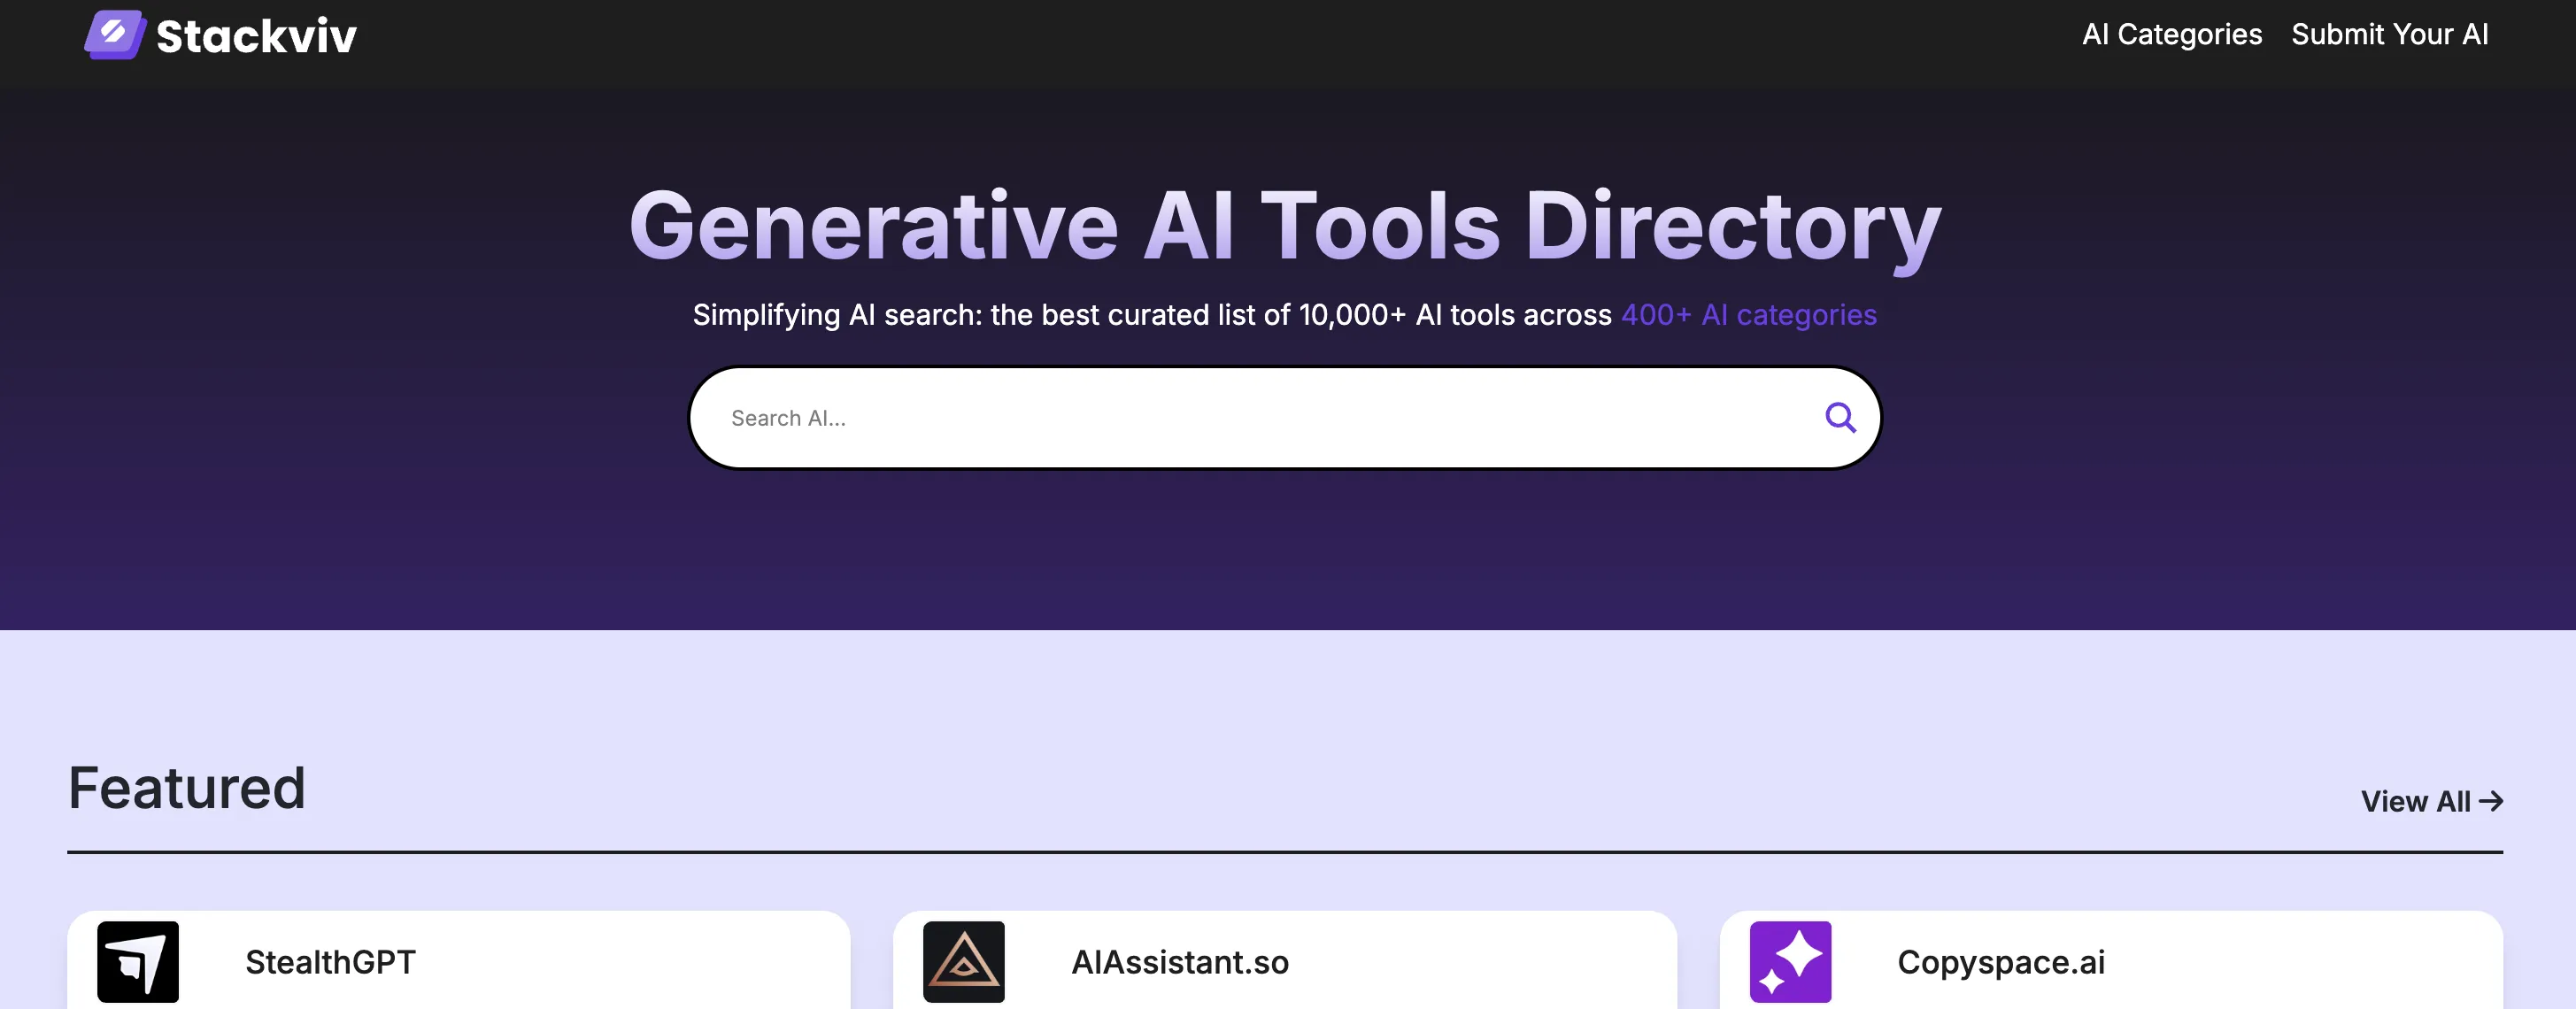 Stackviv
AI Categories Submit Your AI
Generative AI Tools Directory
Simplifying AI search: the best curated list of 10,000+ AI tools across 400+ AI categories
Search AI...
Featured
View All →
StealthGPT
AIAssistant.so
Copyspace.ai